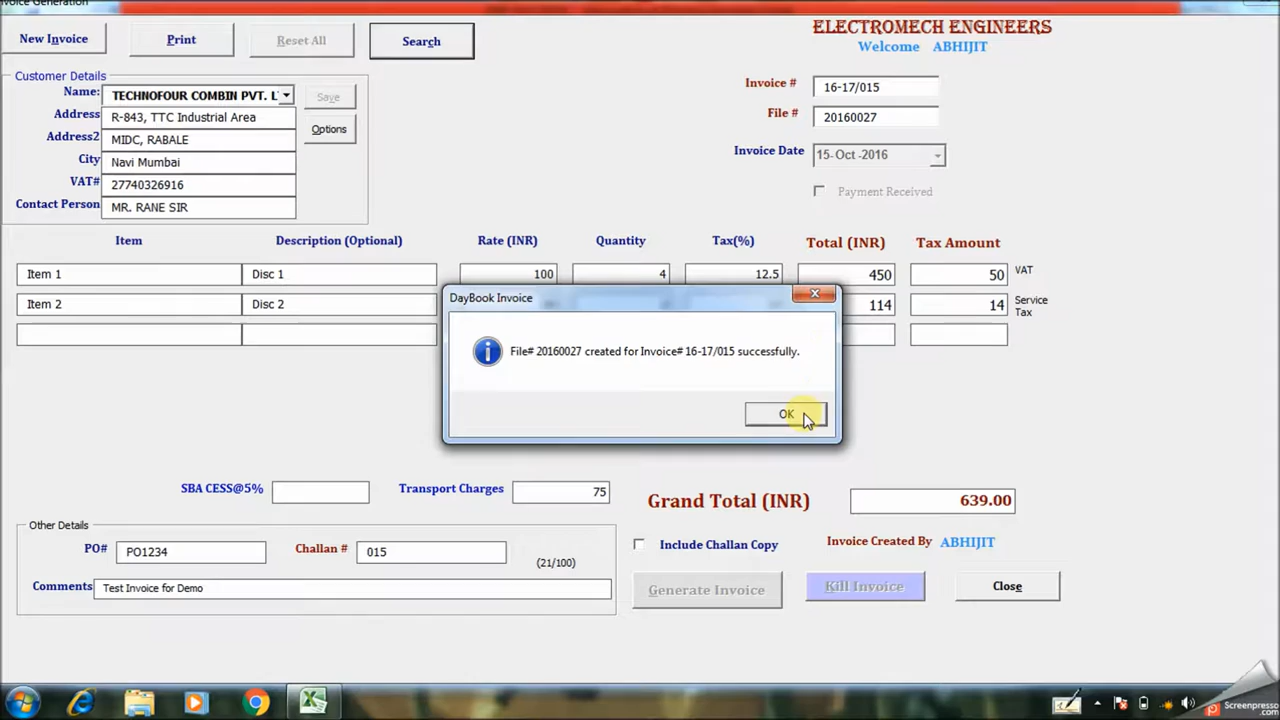 nvoice Generation
ELECTROMECH ENGINEERS
Welcome ABHIJIT
New Invoice
Print
Reset All
Search
Customer Details
Name: TECHNOFOUR COMBIN PVT. L
Save
Address R-843, TTC Industrial Area
Options
Address2 MIDC, RABALE
City Navi Mumbai
VAT# 27740326916
Contact Person MR. RANE SIR
Invoice # 16-17/015
File # 20160027
Invoice Date 15-Oct-2016
Payment Received
Item Description (Optional) Rate (INR) Quantity Tax(%) Total (INR) Tax Amount
Item 1 Disc 1 100 4 12.5 450 50 VAT
Item 2 Disc 2 114 14 Service Tax
DayBook Invoice
File# 20160027 created for Invoice# 16-17/015 successfully.
OK
SBA CESS@5%
Transport Charges 75
Grand Total (INR) 639.00
Other Details
PO# PO1234
Challan # 015
(21/100)
Comments Test Invoice for Demo
Include Challan Copy
Invoice Created By ABHIJIT
Generate Invoice
Kill Invoice
Close
Screenpresso
.com